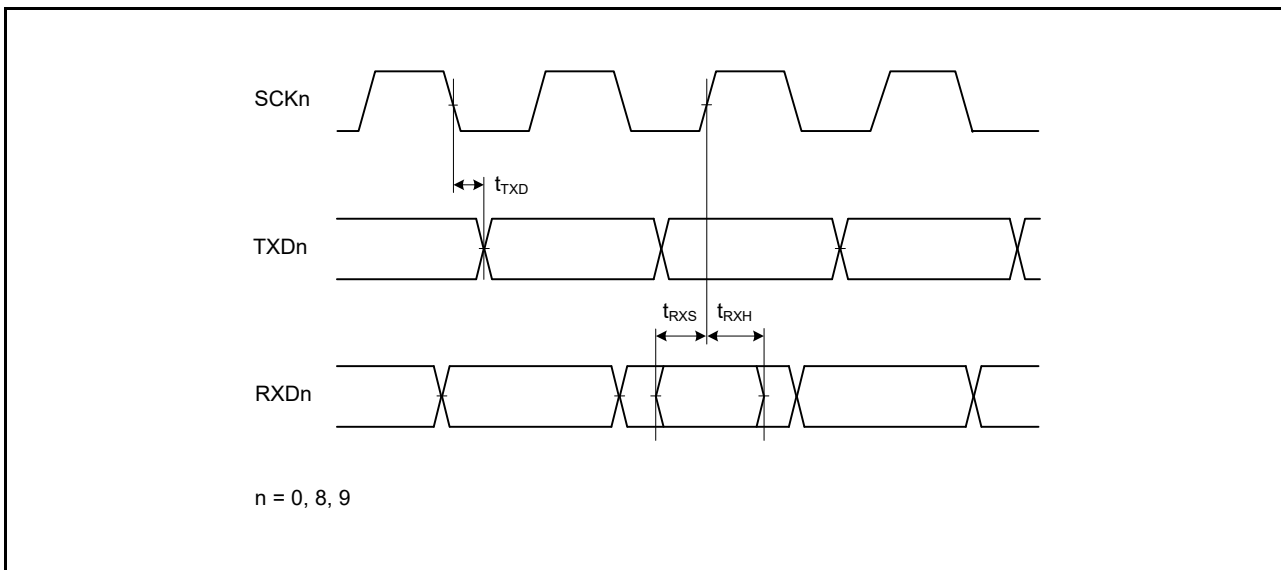 SCKn
tTXD
TXDn
tRXS tRXH
RXDn
n = 0, 8, 9